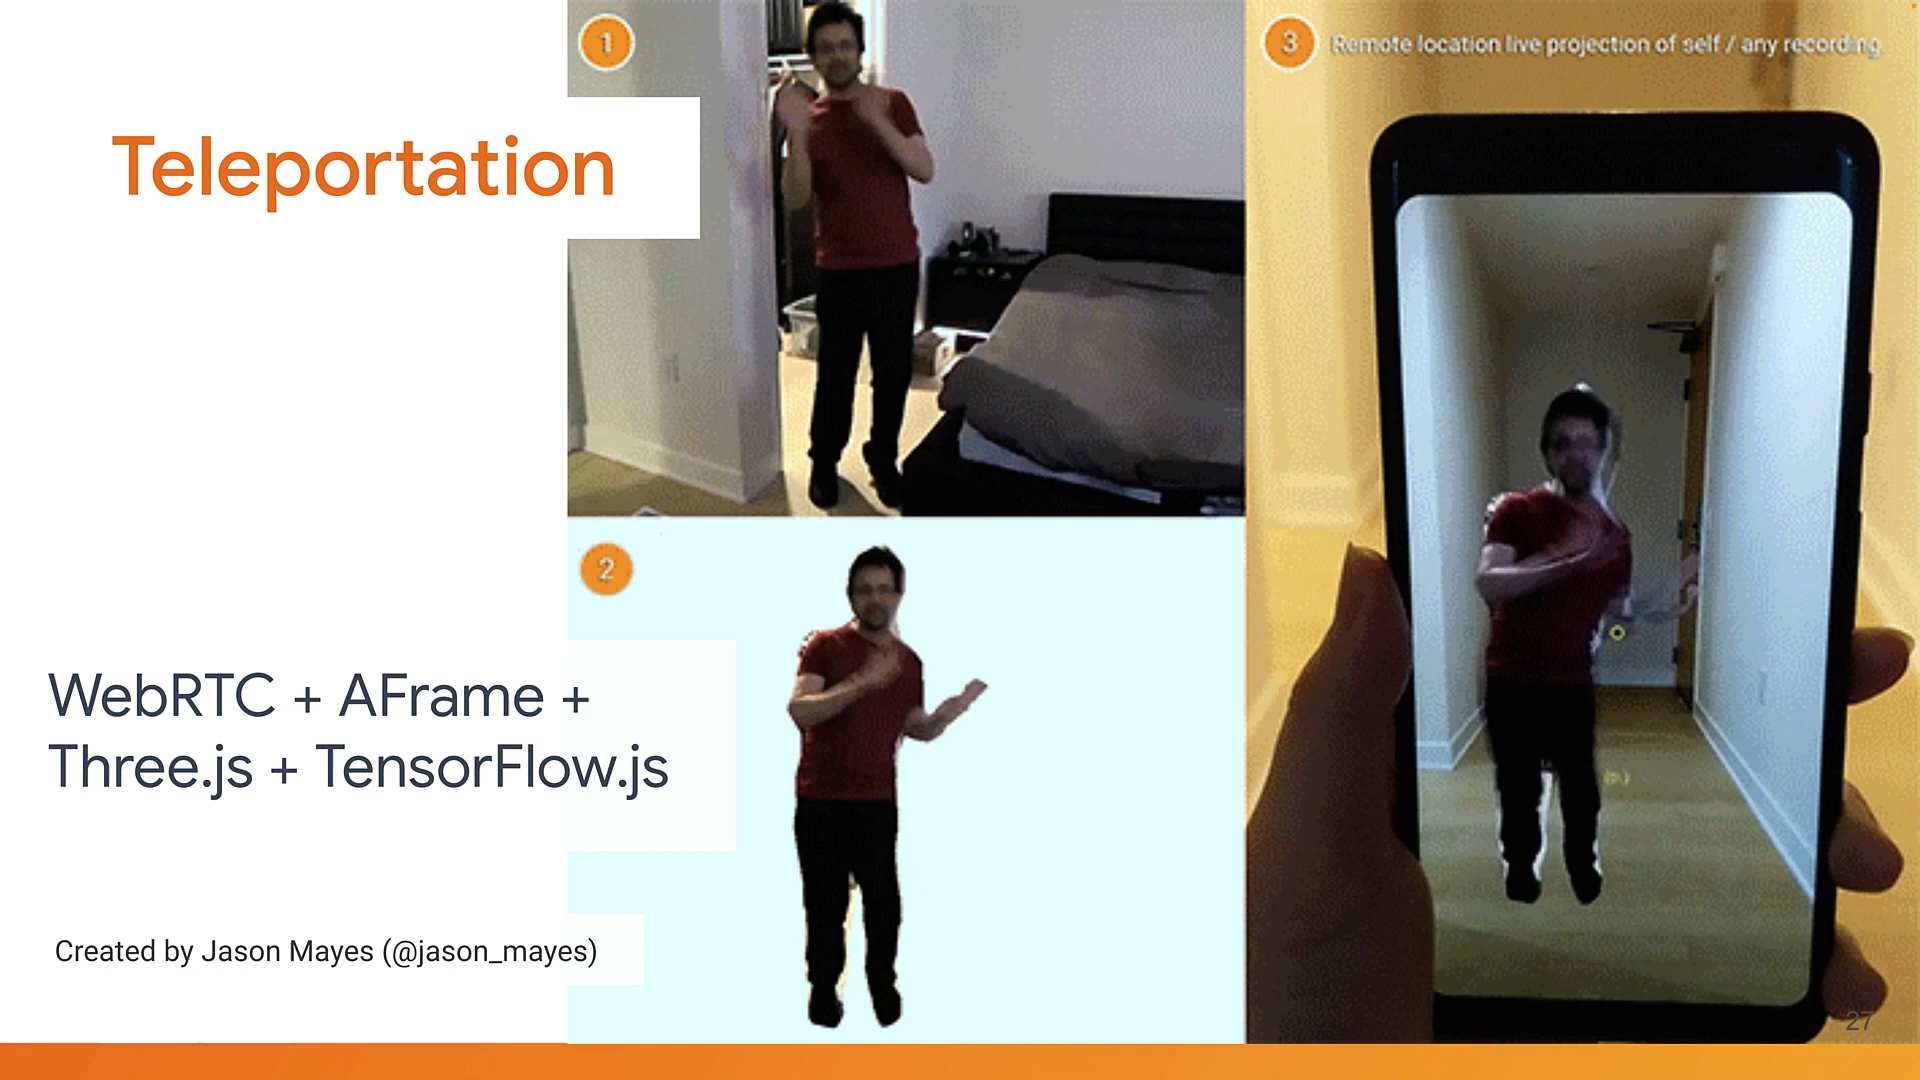 Teleportation
WebRTC + AFrame +
Three.js + TensorFlow.js
Created by Jason Mayes (@jason_mayes)
1
2
3
Remote location live projection of self / any recording
27